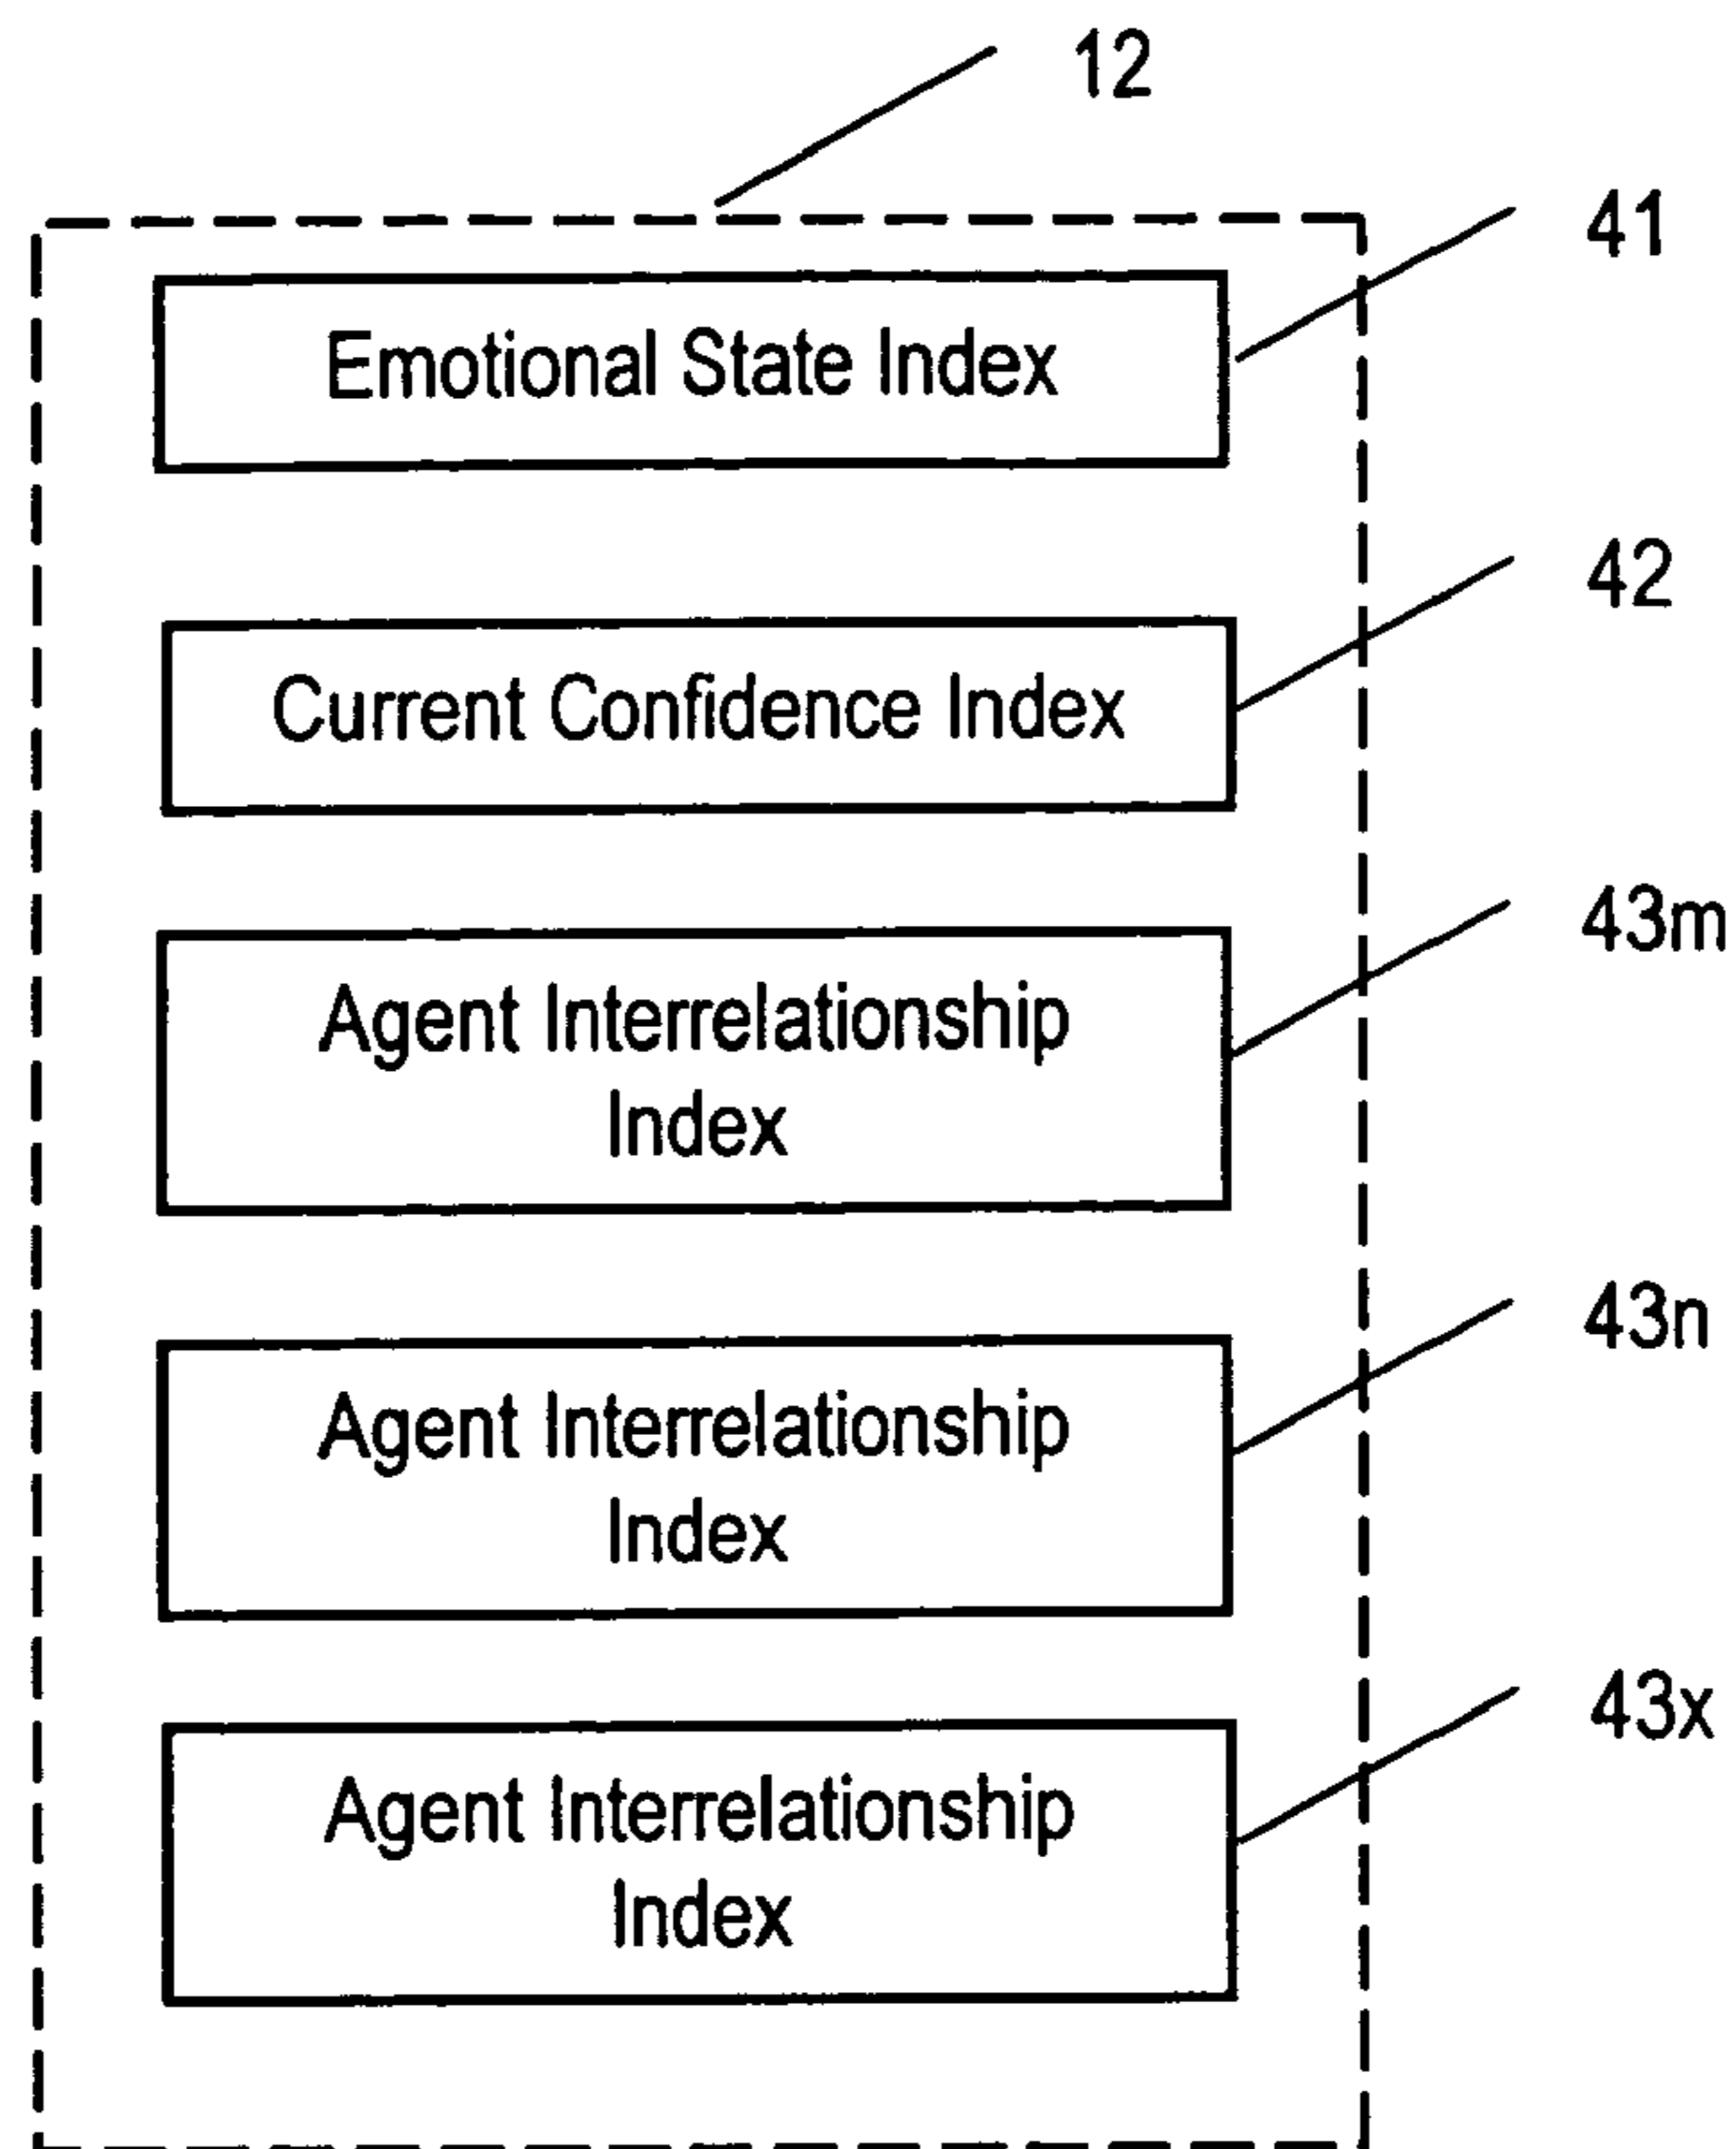 12
41
Emotional State Index
42
Current Confidence Index
43m
Agent Interrelationship
Index
43n
Agent Interrelationship
Index
43x
Agent Interrelationship
Index